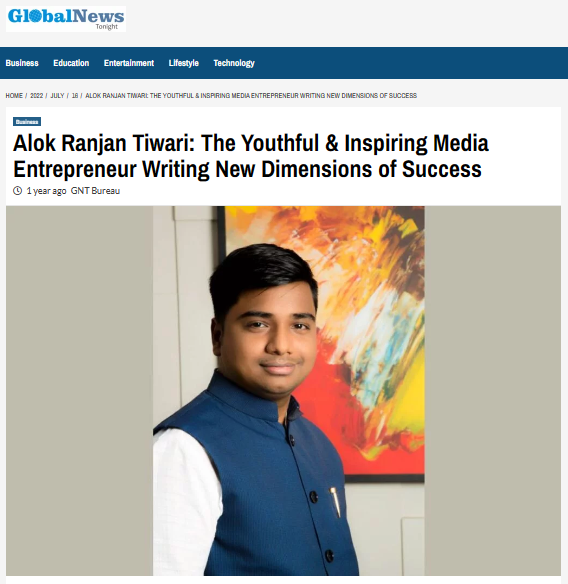 GlobalNews
Tonight
Business Education Entertainment Lifestyle Technology
HOME / 2022 / JULY / 16 / ALOK RANJAN TIWARI: THE YOUTHFUL & INSPIRING MEDIA ENTREPRENEUR WRITING NEW DIMENSIONS OF SUCCESS
Business
Alok Ranjan Tiwari: The Youthful & Inspiring Media
Entrepreneur Writing New Dimensions of Success
1 year ago GNT Bureau